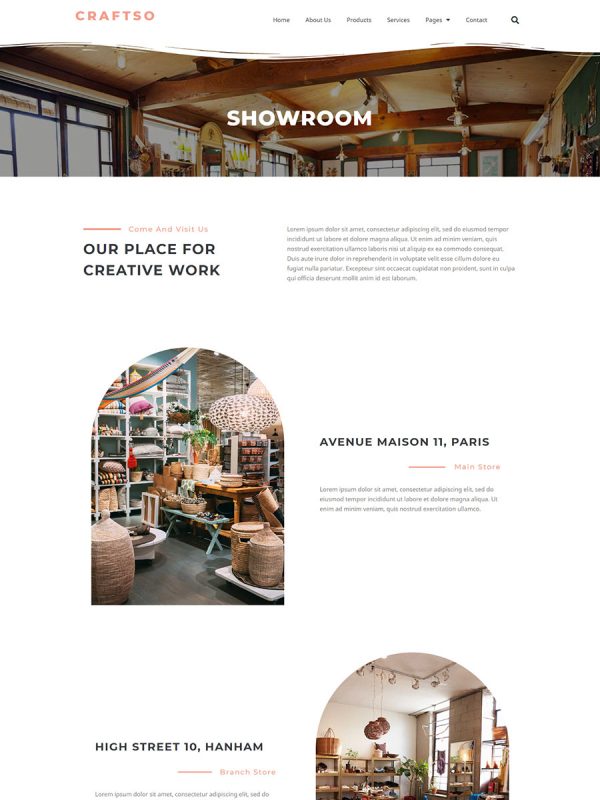 CRAFTSO
Home About Us Products Services Pages Contact
SHOWROOM
Come And Visit Us
OUR PLACE FOR
CREATIVE WORK
Lorem ipsum dolor sit amet, consectetur adipiscing elit, sed do eiusmod tempor
incididunt ut labore et dolore magna aliqua. Ut enim ad minim veniam, quis
nostrud exercitation ullamco laboris nisi ut aliquip ex ea commodo consequat.
Duis aute irure dolor in reprehenderit in voluptate velit esse cillum dolore eu
fugiat nulla pariatur. Excepteur sint occaecat cupidatat non proident, sunt in culpa
qui officia deserunt mollit anim id est laborum.
AVENUE MAISON 11, PARIS
Main Store
Lorem ipsum dolor sit amet, consectetur adipiscing elit, sed do
eiusmod tempor incididunt ut labore et dolore magna aliqua. Ut
enim ad minim veniam, quis nostrud exercitation ullamco.
HIGH STREET 10, HANHAM
Branch Store
Lorem ipsum dolor sit amet, consectetur adipiscing elit, sed do